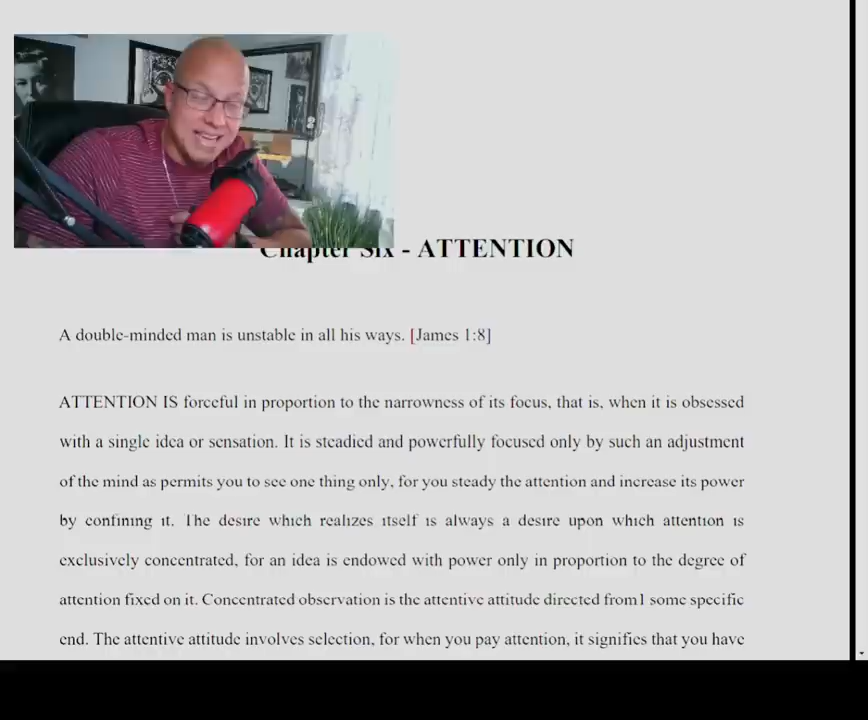 Chapter Six - ATTENTION
A double-minded man is unstable in all his ways. [James 1:8]
ATTENTION IS forceful in proportion to the narrowness of its focus, that is, when it is obsessed
with a single idea or sensation. It is steadied and powerfully focused only by such an adjustment
of the mind as permits you to see one thing only, for you steady the attention and increase its power
by confining it. The desire which realizes itself is always a desire upon which attention is
exclusively concentrated, for an idea is endowed with power only in proportion to the degree of
attention fixed on it. Concentrated observation is the attentive attitude directed from1 some specific
end. The attentive attitude involves selection, for when you pay attention, it signifies that you have